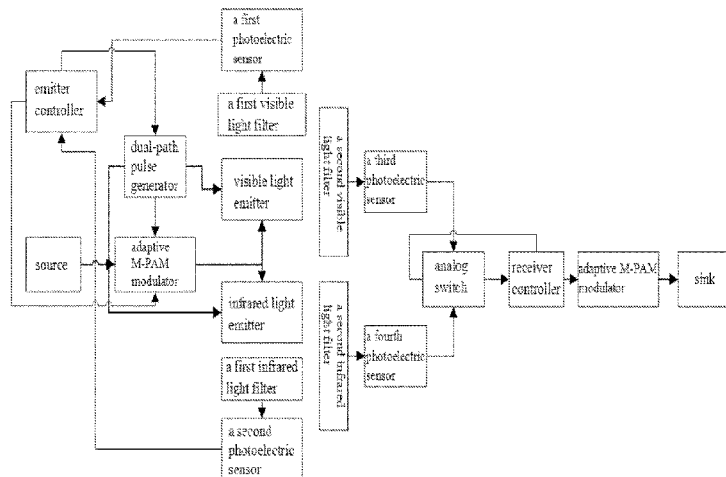 a first
photoelectric
sensor
emitter
controller
a first visible
light filter
dual-path
pulse
generator
visible light
emitter
a second visible
light filter
a third
photoelectric
sensor
source
adaptive
M-PAM
modulator
analog
switch
receiver
controller
adaptive M-PAM
modulator
sink
infrared light
emitter
a second infrared
light filter
a fourth
photoelectric
sensor
a first infrared
light filter
a second
photoelectric
sensor